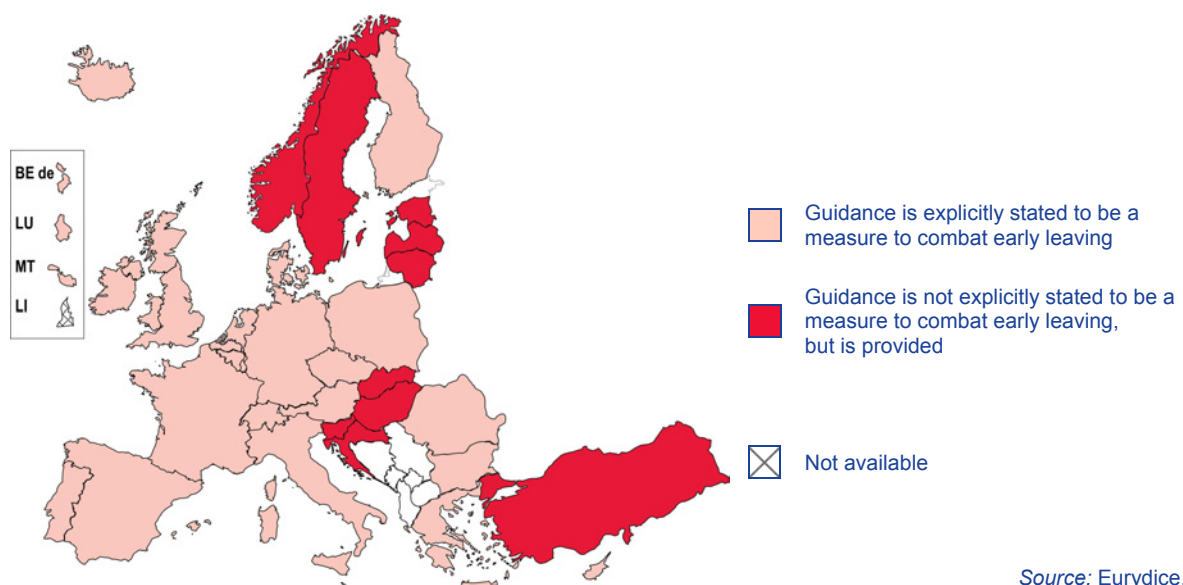 BE de
LU
MT
LI
Guidance is explicitly stated to be a
measure to combat early leaving
Guidance is not explicitly stated to be a
measure to combat early leaving,
but is provided
Not available
Source: Eurydice.